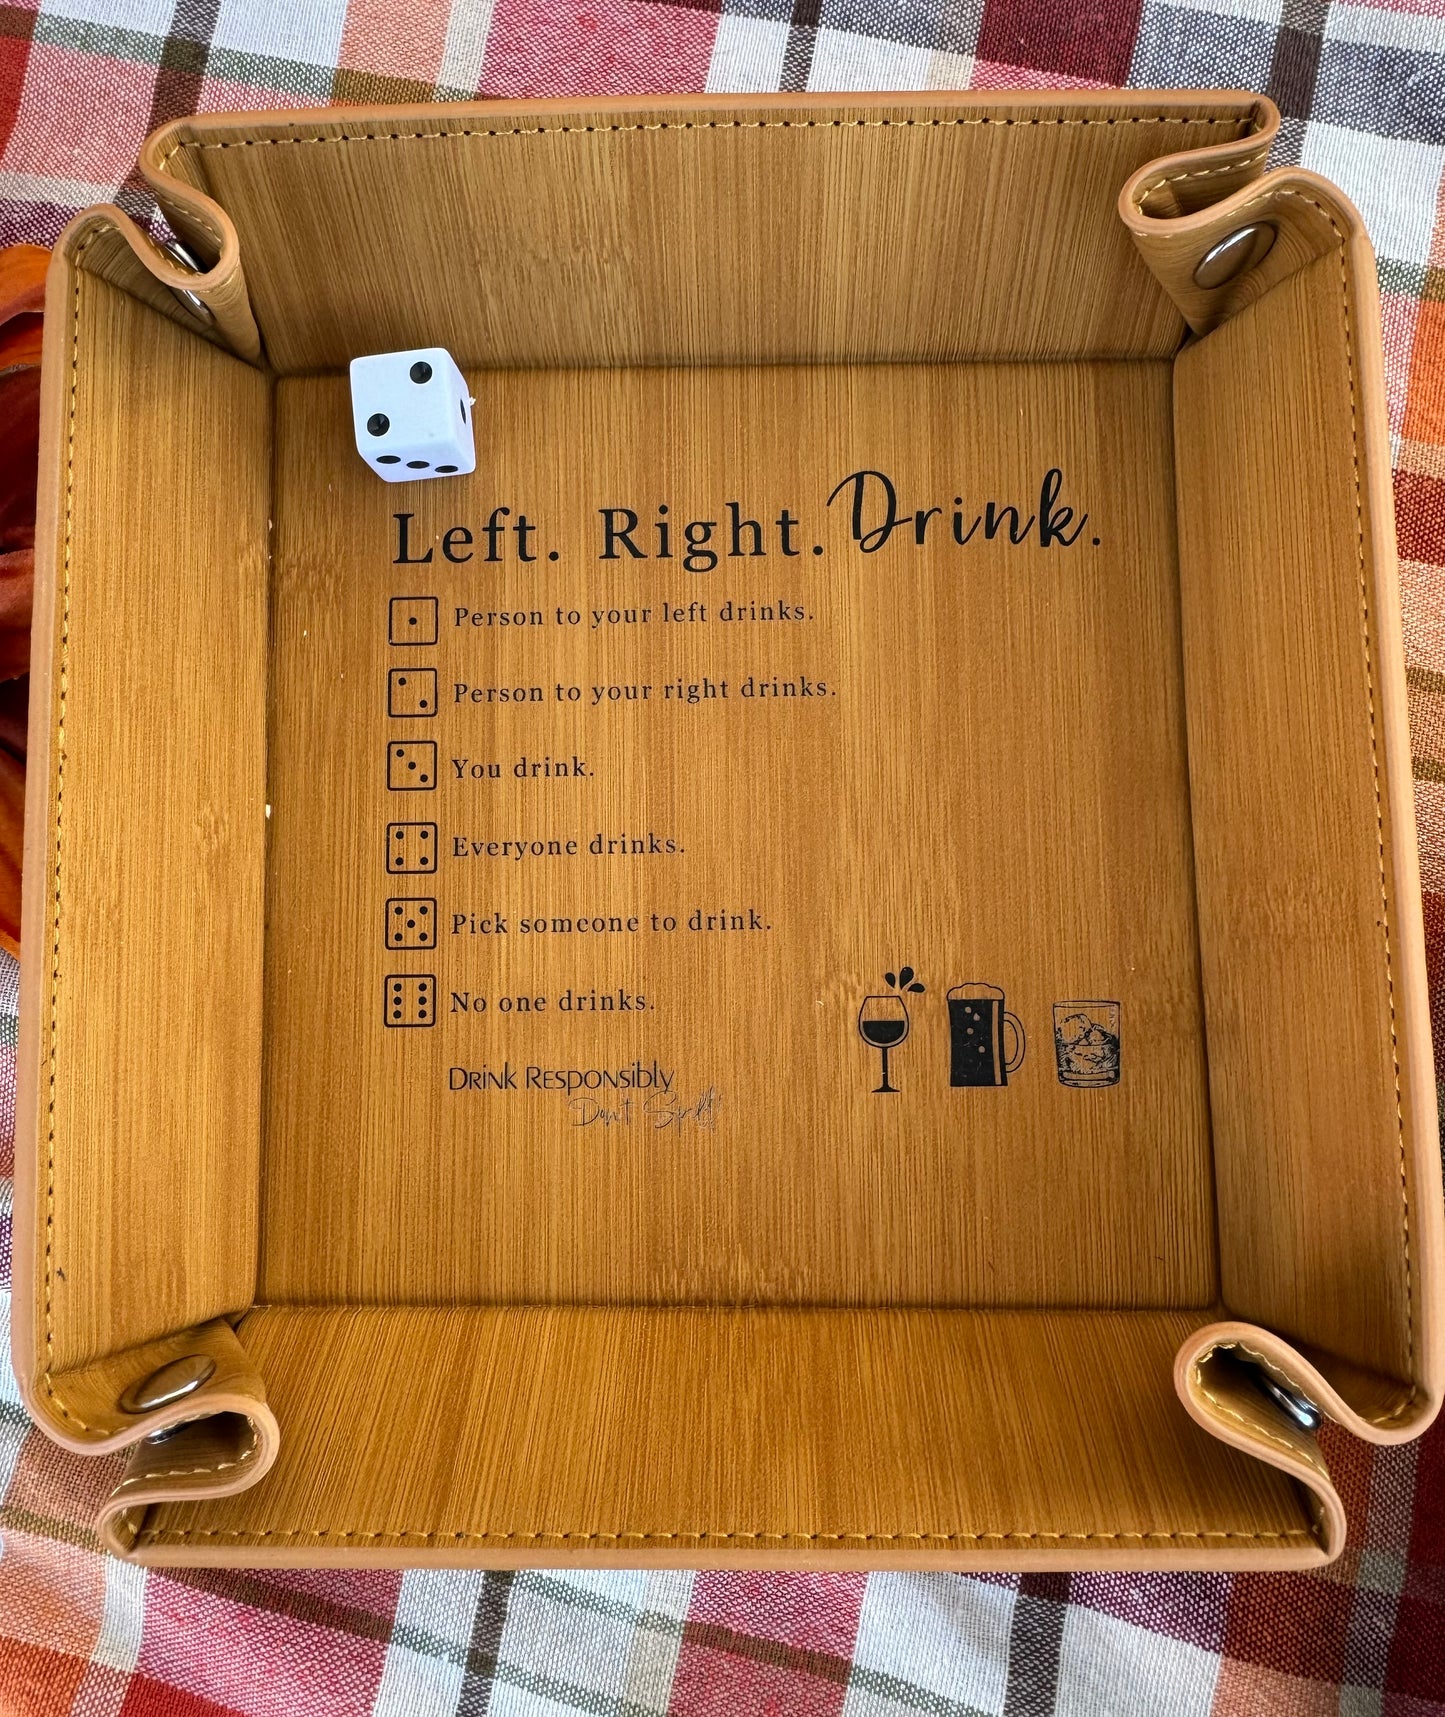 Left. Right. Drink.
Person to your left drinks.
Person to your right drinks.
You drink.
Everyone drinks.
Pick someone to drink.
No one drinks.
Drink Responsibly
Don't Spill!